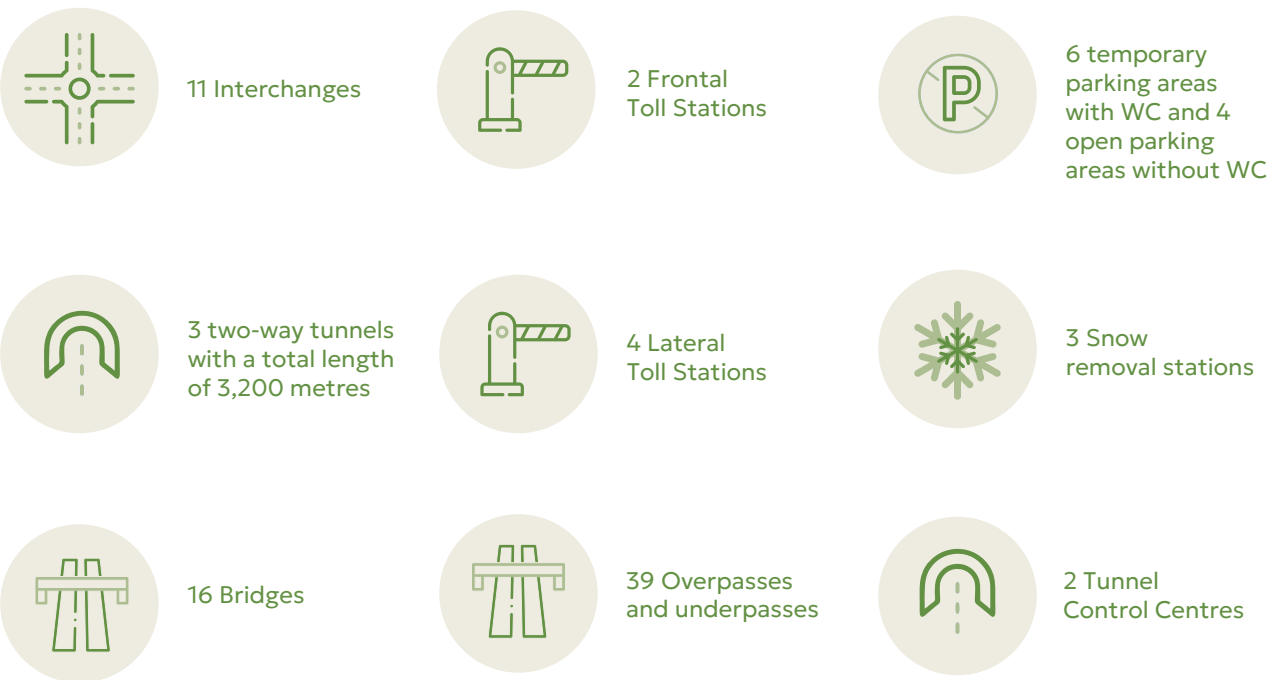 11 Interchanges
2 Frontal
Toll Stations
6 temporary
parking areas
with WC and 4
open parking
areas without WC
3 two-way tunnels
with a total length
of 3,200 metres
4 Lateral
Toll Stations
3 Snow
removal stations
16 Bridges
39 Overpasses
and underpasses
2 Tunnel
Control Centres